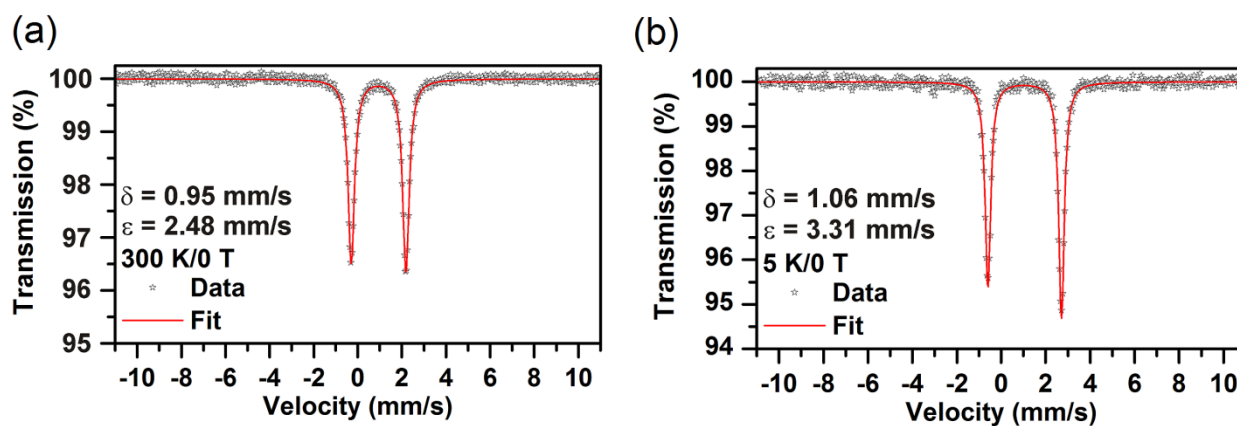 (a)
Transmission (%)
100
99
98
97
96
95
δ = 0.95 mm/s
ε = 2.48 mm/s
300 K/0 T
Data
Fit
-10 -8 -6 -4 -2 0 2 4 6 8 10
Velocity (mm/s)
(b)
Transmission (%)
100
99
98
97
96
95
94
δ = 1.06 mm/s
ε = 3.31 mm/s
5 K/0 T
Data
Fit
-10 -8 -6 -4 -2 0 2 4 6 8 10
Velocity (mm/s)